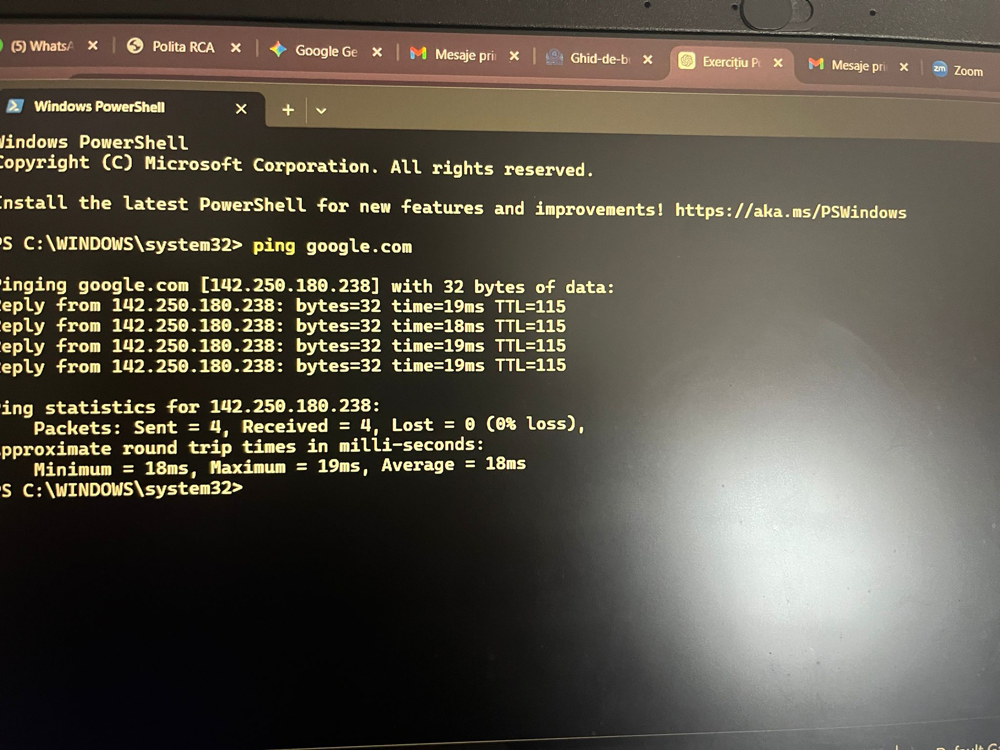 (5) WhatsA
Polita RCA
Google Ge
Mesaje pri
Ghid-de-b
Exercițiu P
Mesaje pri
zm Zoom
Windows PowerShell
Windows PowerShell
Copyright (C) Microsoft Corporation. All rights reserved.
Install the latest PowerShell for new features and improvements! https://aka.ms/PSWindows
PS C:\WINDOWS\system32> ping google.com
Pinging google.com [142.250.180.238] with 32 bytes of data:
Reply from 142.250.180.238: bytes=32 time=19ms TTL=115
Reply from 142.250.180.238: bytes=32 time=18ms TTL=115
Reply from 142.250.180.238: bytes=32 time=19ms TTL=115
Reply from 142.250.180.238: bytes=32 time=19ms TTL=115
Ping statistics for 142.250.180.238:
Packets: Sent = 4, Received = 4, Lost = 0 (0% loss),
Approximate round trip times in milli-seconds:
Minimum = 18ms, Maximum = 19ms, Average = 18ms
PS C:\WINDOWS\system32>